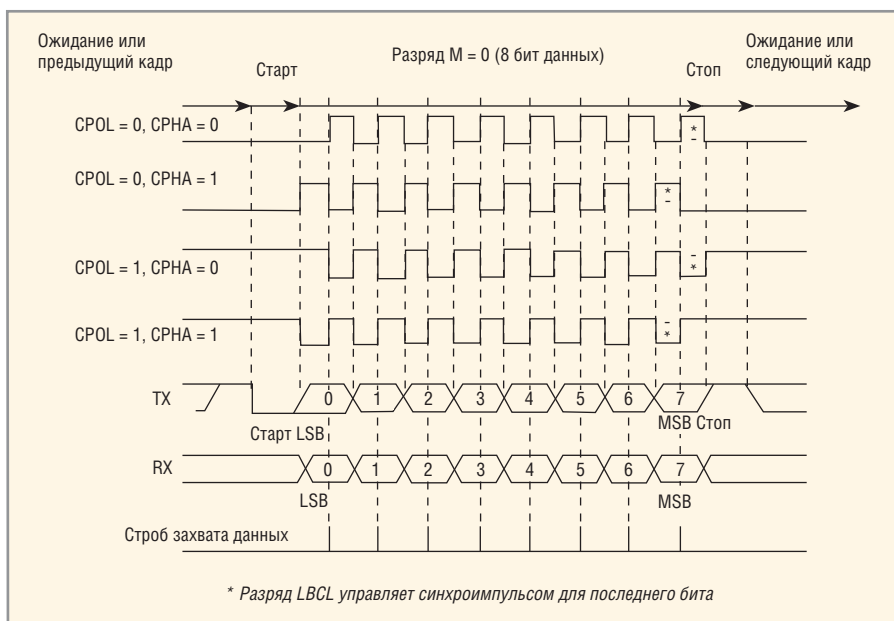 Ожидание или
предыдущий кадр
Старт
Разряд M = 0 (8 бит данных)
Стоп
Ожидание или
следующий кадр
CPOL = 0, CPHA = 0
*
-
CPOL = 0, CPHA = 1
*
-
CPOL = 1, CPHA = 0
-
*
CPOL = 1, CPHA = 1
-
*
TX
0 1 2 3 4 5 6 7
Старт LSB
MSB Стоп
RX
0 1 2 3 4 5 6 7
LSB
MSB
Строб захвата данных
* Разряд LBCL управляет синхроимпульсом для последнего бита